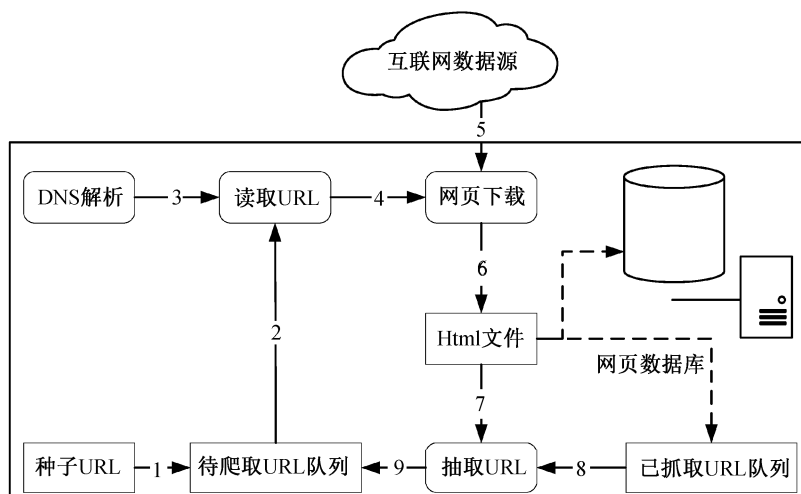 互联网数据源
5
DNS解析
3
读取URL
4
网页下载
6
2
Html文件
网页数据库
7
种子URL
1
待爬取URL队列
9
抽取URL
8
已抓取URL队列